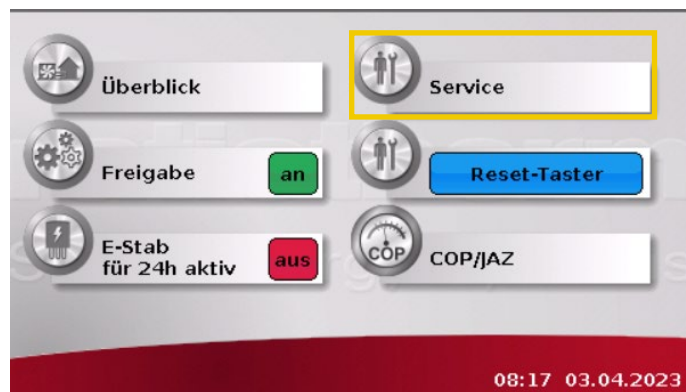 Überblick
Service
Freigabe
an
Reset-Taster
E-Stab
für 24h aktiv
aus
COP
COP/JAZ
08:17 03.04.2023